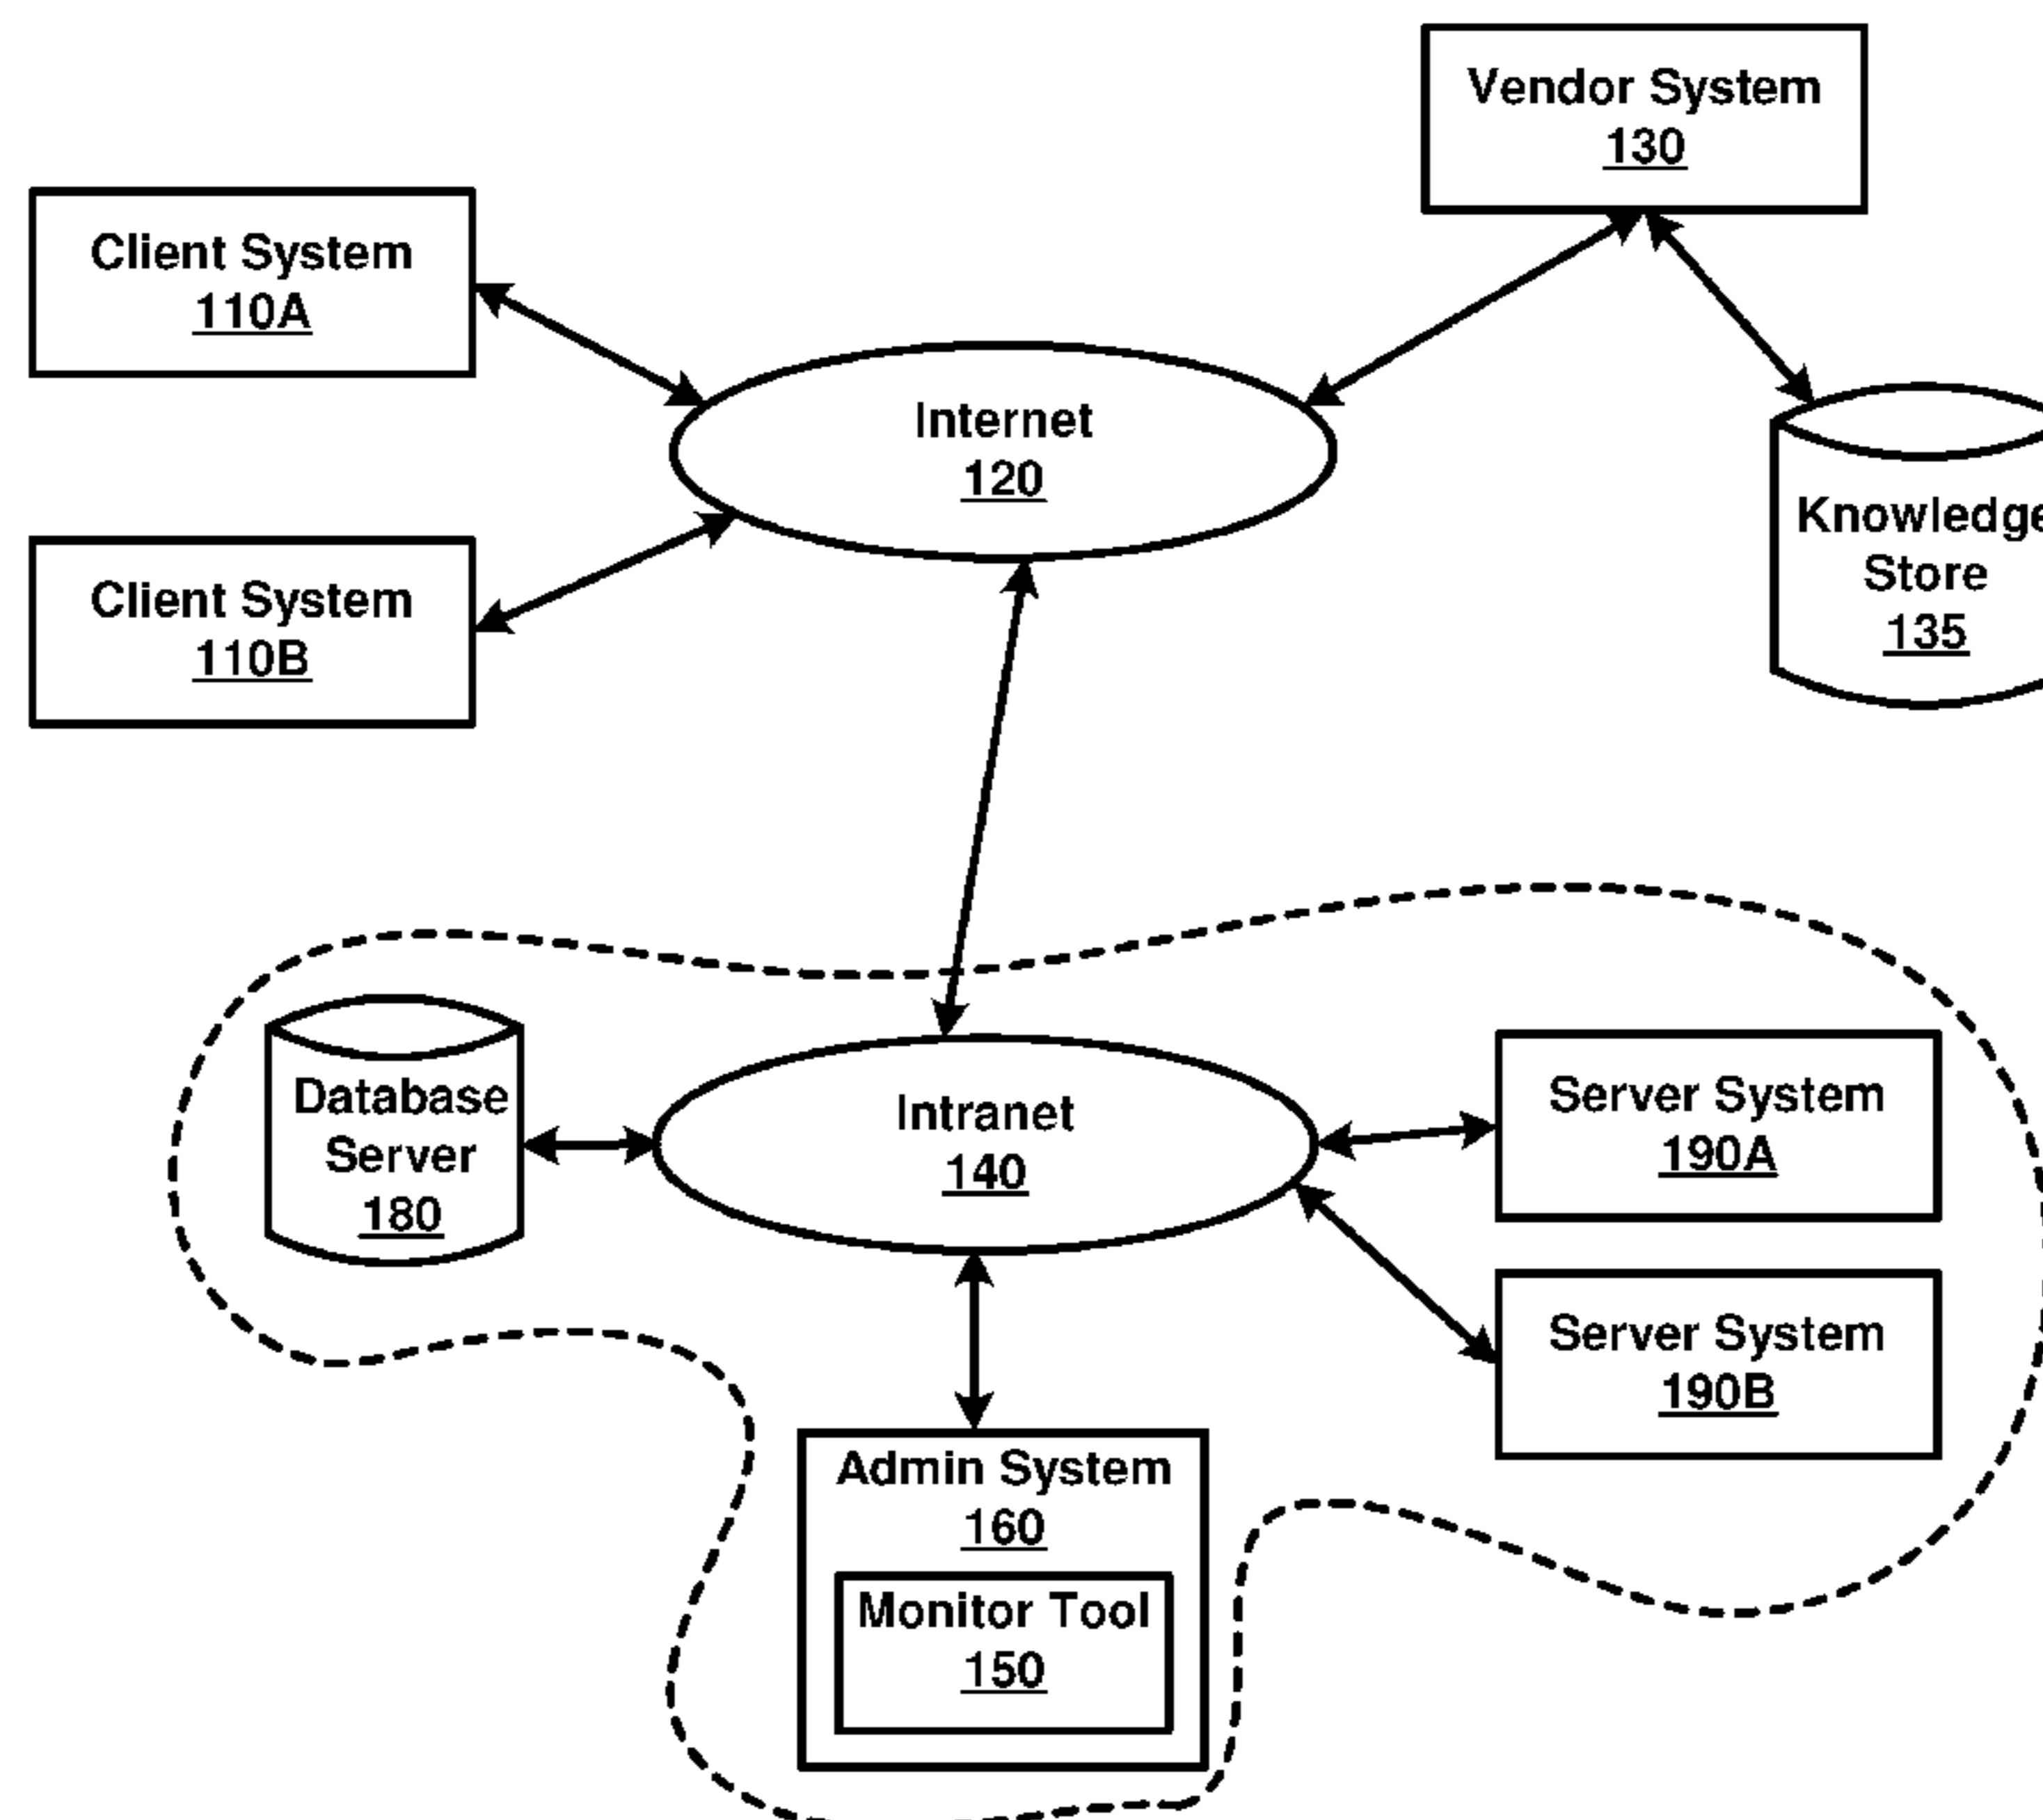 Vendor System
130
Client System
110A
Internet
120
Knowledge
Store
135
Client System
110B
Database
Server
180
Intranet
140
Server System
190A
Server System
190B
Admin System
160
Monitor Tool
150